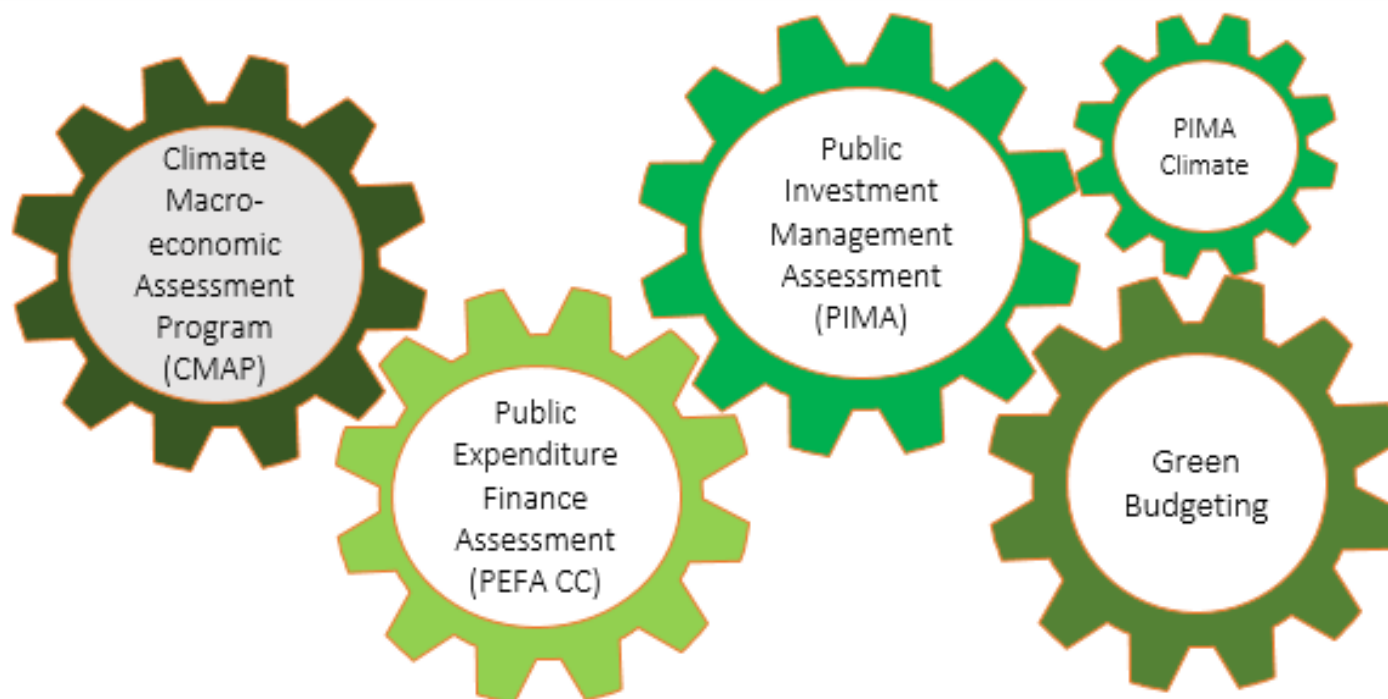 Climate
Macro-
economic
Assessment
Program
(CMAP)
Public
Expenditure
Finance
Assessment
(PEFA CC)
Public
Investment
Management
Assessment
(PIMA)
PIMA
Climate
Green
Budgeting